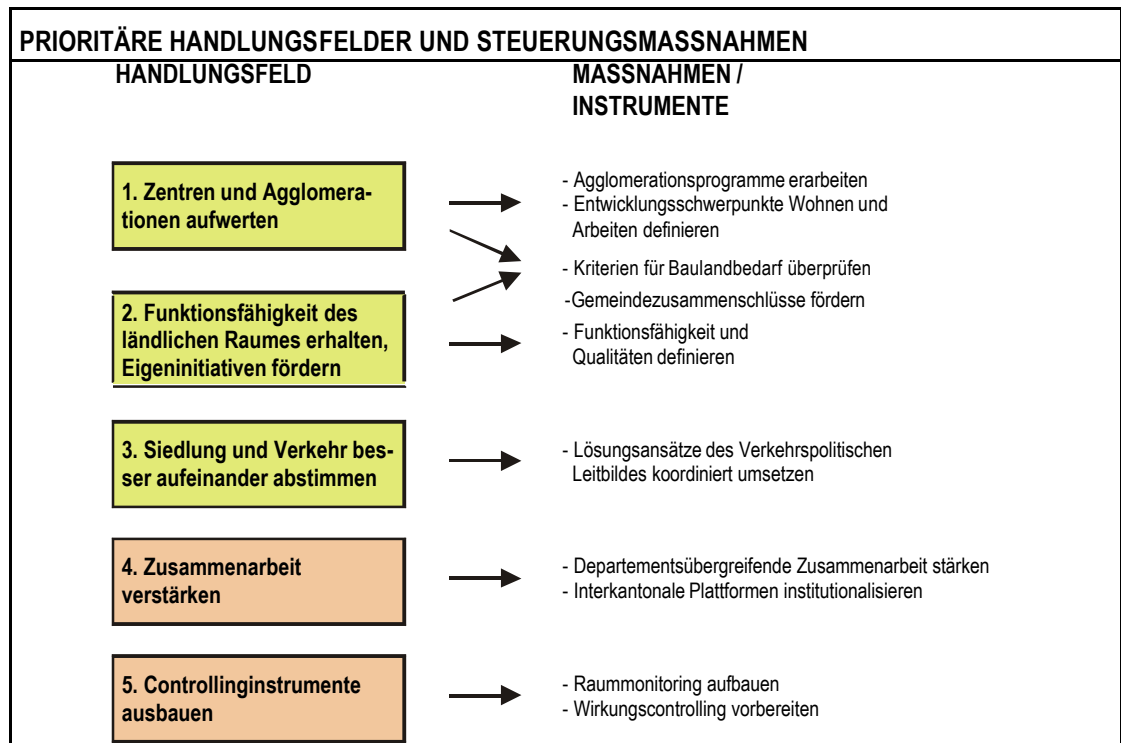 PRIORITÄRE HANDLUNGSFELDER UND STEUERUNGSMASSNAHMEN
HANDLUNGSFELD
MASSNAHMEN /
INSTRUMENTE
1. Zentren und Agglomera-
tionen aufwerten
- Agglomerationsprogramme erarbeiten
- Entwicklungsschwerpunkte Wohnen und
Arbeiten definieren
- Kriterien für Baulandbedarf überprüfen
-Gemeindezusammenschlüsse fördern
2. Funktionsfähigkeit des
ländlichen Raumes erhalten,
Eigeninitiativen fördern
- Funktionsfähigkeit und
Qualitäten definieren
3. Siedlung und Verkehr bes-
ser aufeinander abstimmen
- Lösungsansätze des Verkehrspolitischen
Leitbildes koordiniert umsetzen
4. Zusammenarbeit
verstärken
- Departementsübergreifende Zusammenarbeit stärken
- Interkantonale Plattformen institutionalisieren
5. Controllinginstrumente
ausbauen
- Raummonitoring aufbauen
- Wirkungscontrolling vorbereiten